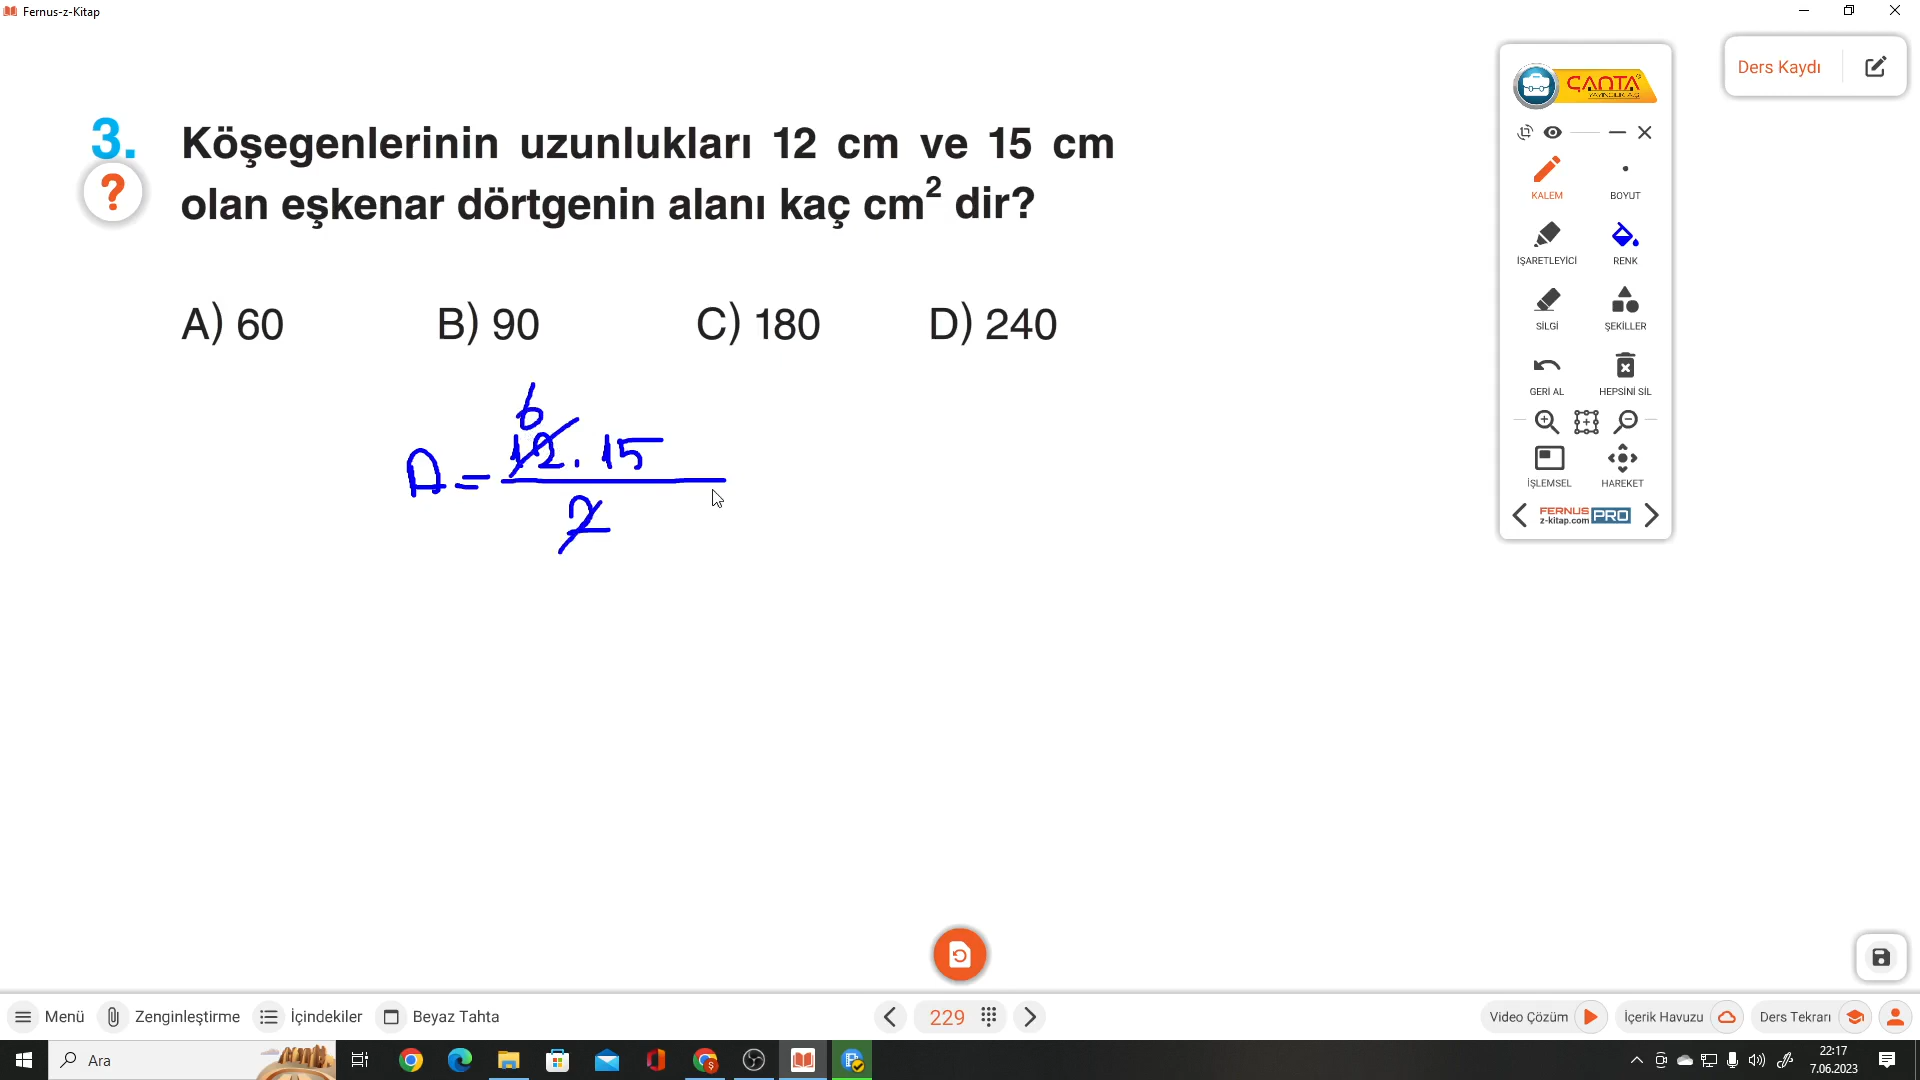 Fernus-z-Kitap
Ders Kaydı
ÇANTA
YAYINCILIK A.Ş.
3. Köşegenlerinin uzunlukları 12 cm ve 15 cm
? olan eşkenar dörtgenin alanı kaç cm² dir?
A) 60 B) 90 C) 180 D) 240
6
A = 12 . 15
2
KALEM BOYUT
İŞARETLEYİCİ RENK
SİLGİ ŞEKİLLER
GERİ AL HEPSİNİ SİL
İŞLEMSEL HAREKET
FERNUS
z-kitap.com PRO
Menü Zenginleştirme İçindekiler Beyaz Tahta 229 Video Çözüm İçerik Havuzu Ders Tekrarı
Ara
22:17
7.06.2023